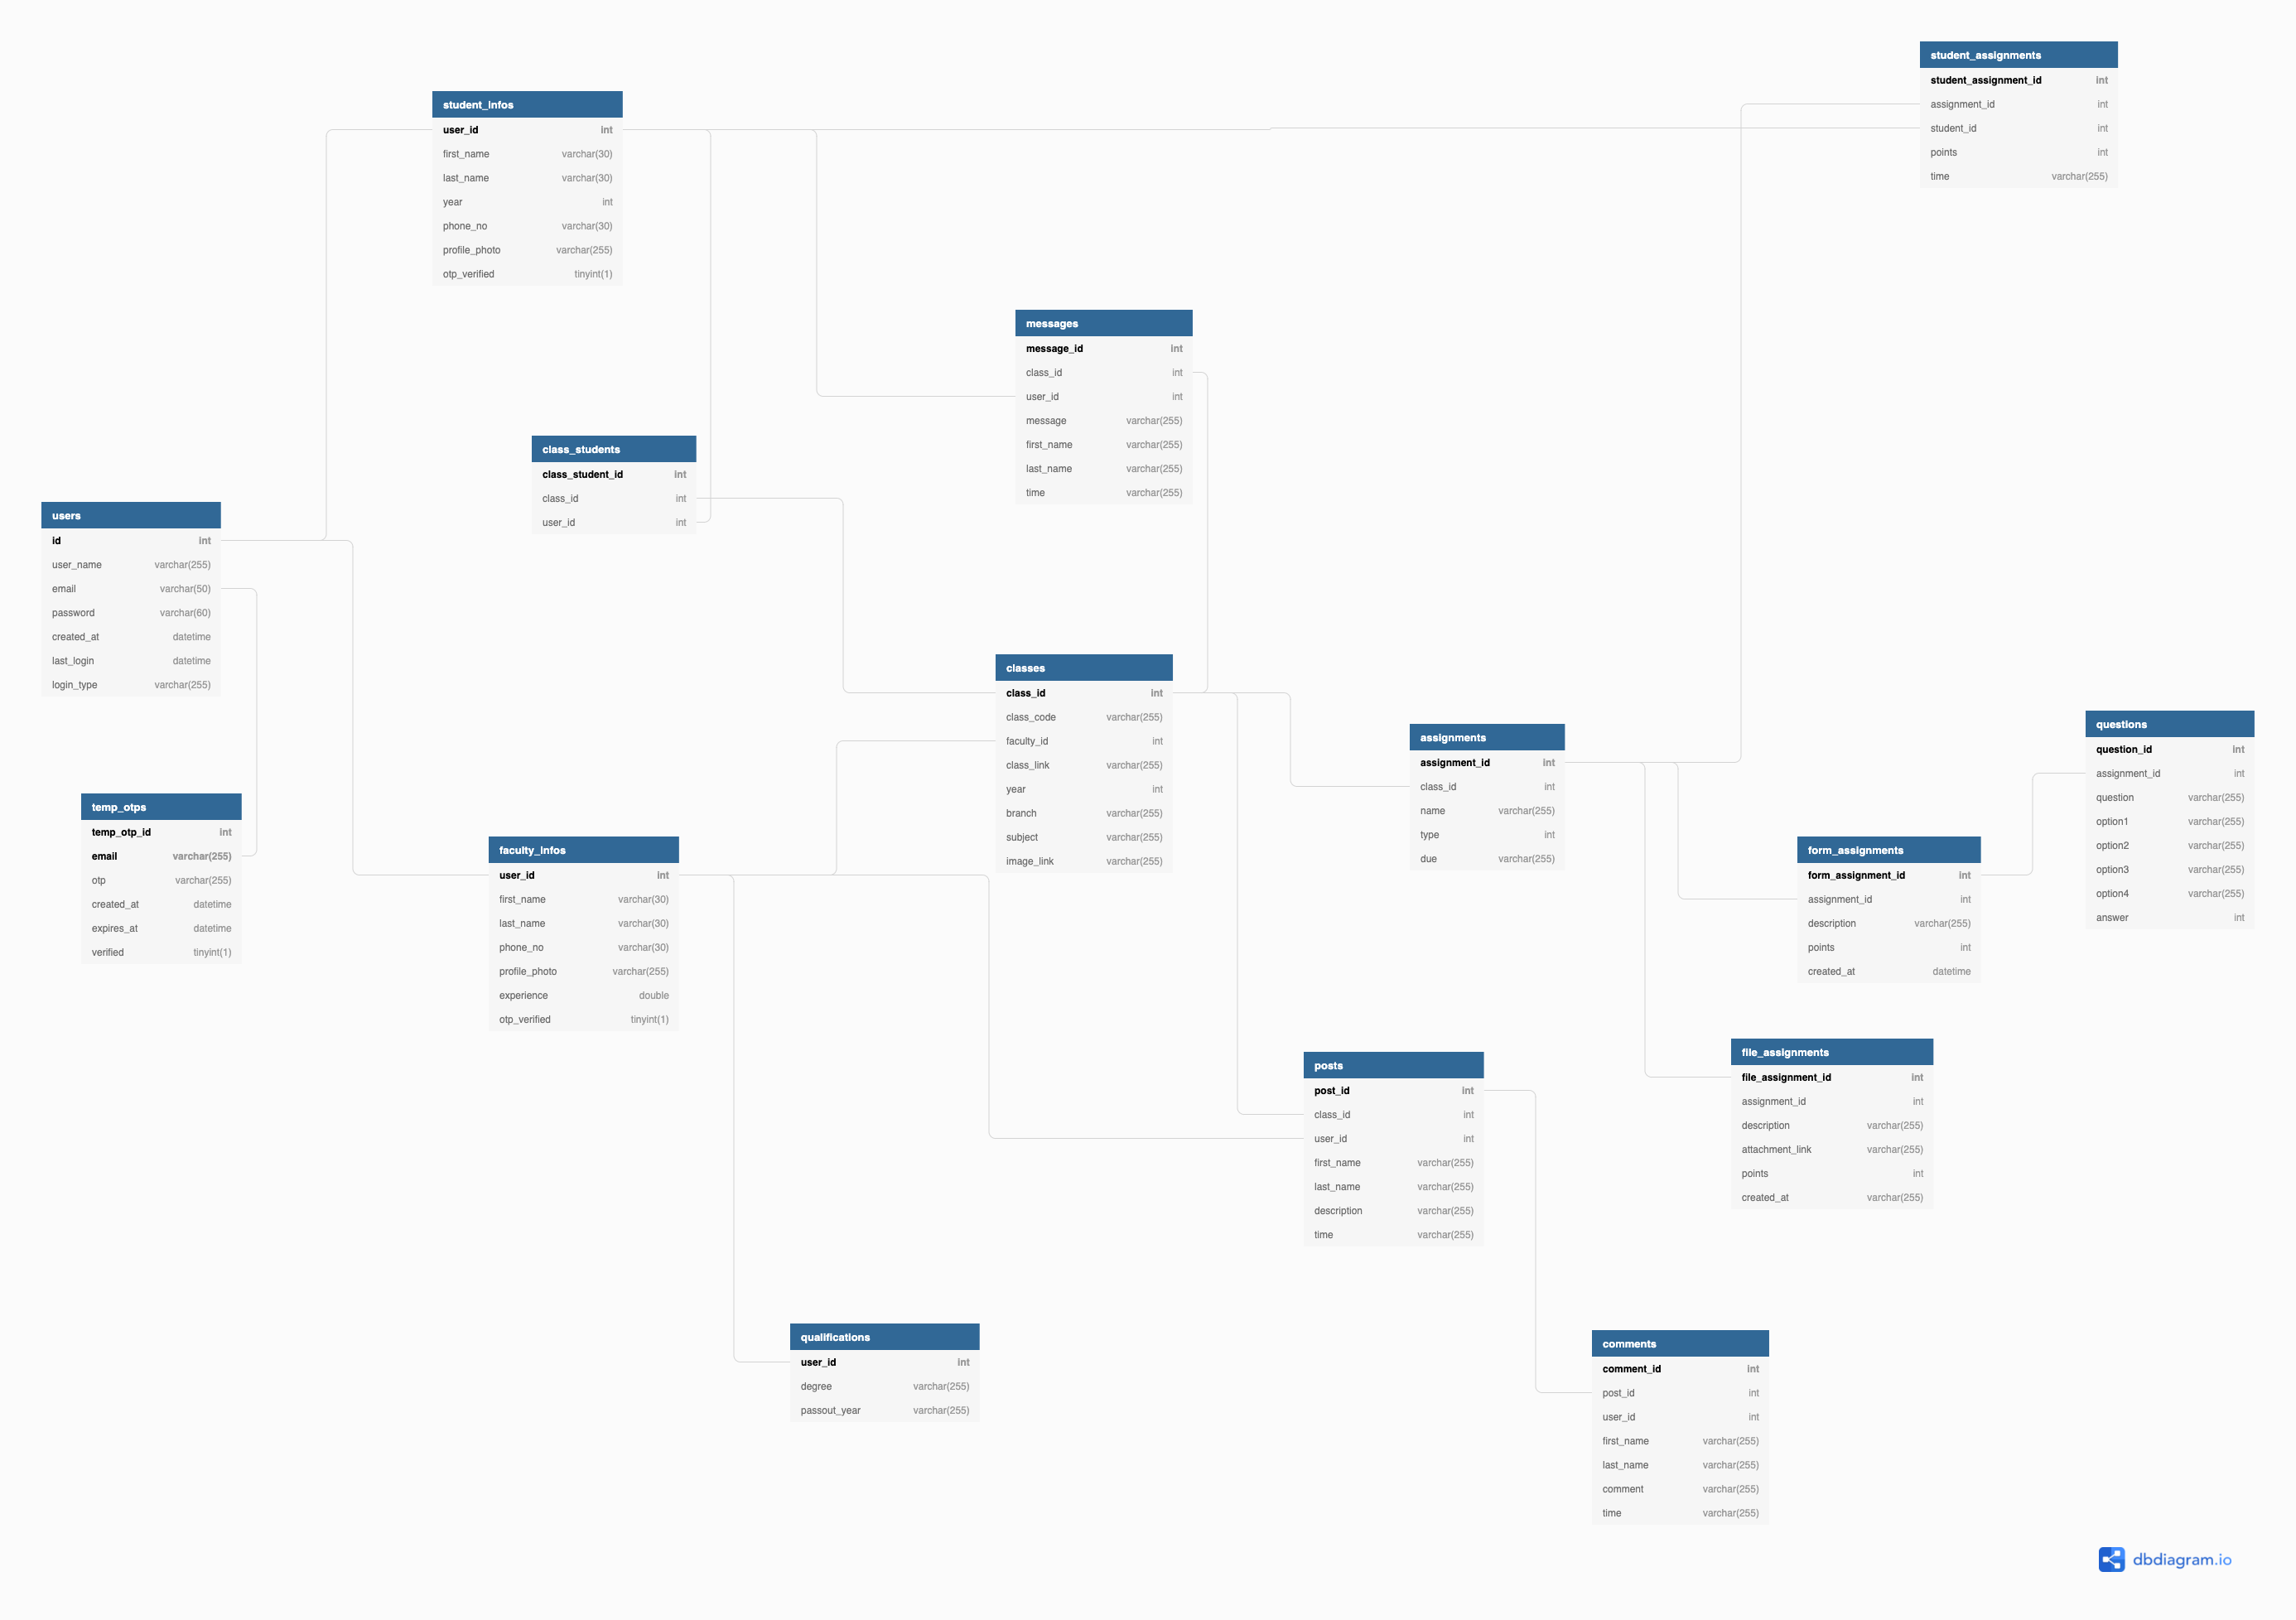 student_assignments
student_assignment_id int
assignment_id int
student_id int
points int
time varchar(255)
student_infos
user_id int
first_name varchar(30)
last_name varchar(30)
year int
phone_no varchar(30)
profile_photo varchar(255)
otp_verified tinyint(1)
messages
message_id int
class_id int
user_id int
message varchar(255)
first_name varchar(255)
last_name varchar(255)
time varchar(255)
class_students
class_student_id int
class_id int
user_id int
users
id int
user_name varchar(255)
email varchar(50)
password varchar(60)
created_at datetime
last_login datetime
login_type varchar(255)
classes
class_id int
class_code varchar(255)
faculty_id int
class_link varchar(255)
year int
branch varchar(255)
subject varchar(255)
image_link varchar(255)
assignments
assignment_id int
class_id int
name varchar(255)
type int
due varchar(255)
questions
question_id int
assignment_id int
question varchar(255)
option1 varchar(255)
option2 varchar(255)
option3 varchar(255)
option4 varchar(255)
answer int
temp_otps
temp_otp_id int
email varchar(255)
otp varchar(255)
created_at datetime
expires_at datetime
verified tinyint(1)
faculty_infos
user_id int
first_name varchar(30)
last_name varchar(30)
phone_no varchar(30)
profile_photo varchar(255)
experience double
otp_verified tinyint(1)
form_assignments
form_assignment_id int
assignment_id int
description varchar(255)
points int
created_at datetime
file_assignments
file_assignment_id int
assignment_id int
description varchar(255)
attachment_link varchar(255)
points int
created_at varchar(255)
posts
post_id int
class_id int
user_id int
first_name varchar(255)
last_name varchar(255)
description varchar(255)
time varchar(255)
qualifications
user_id int
degree varchar(255)
passout_year varchar(255)
comments
comment_id int
post_id int
user_id int
first_name varchar(255)
last_name varchar(255)
comment varchar(255)
time varchar(255)
dbdiagram.io